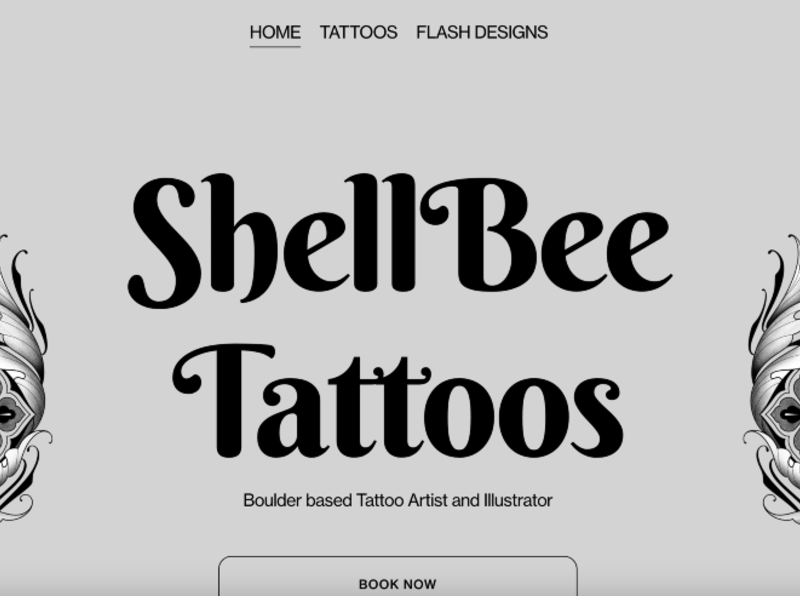 HOME TATTOOS FLASH DESIGNS
ShellBee
Tattoos
Boulder based Tattoo Artist and Illustrator
BOOK NOW